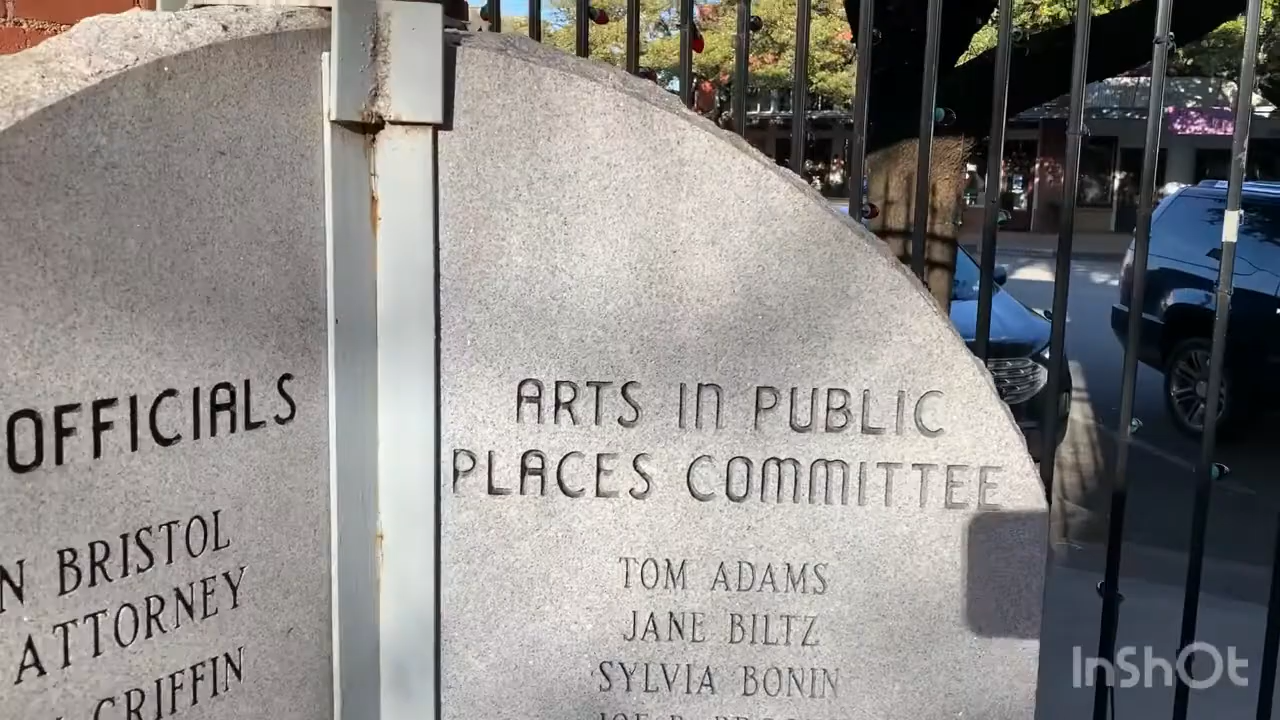 OFFICIALS
BRISTOL
ATTORNEY
GRIFFIN
ARTS IN PUBLIC
PLACES COMMITTEE
TOM ADAMS
JANE BILTZ
SYLVIA BONIN
InShOt